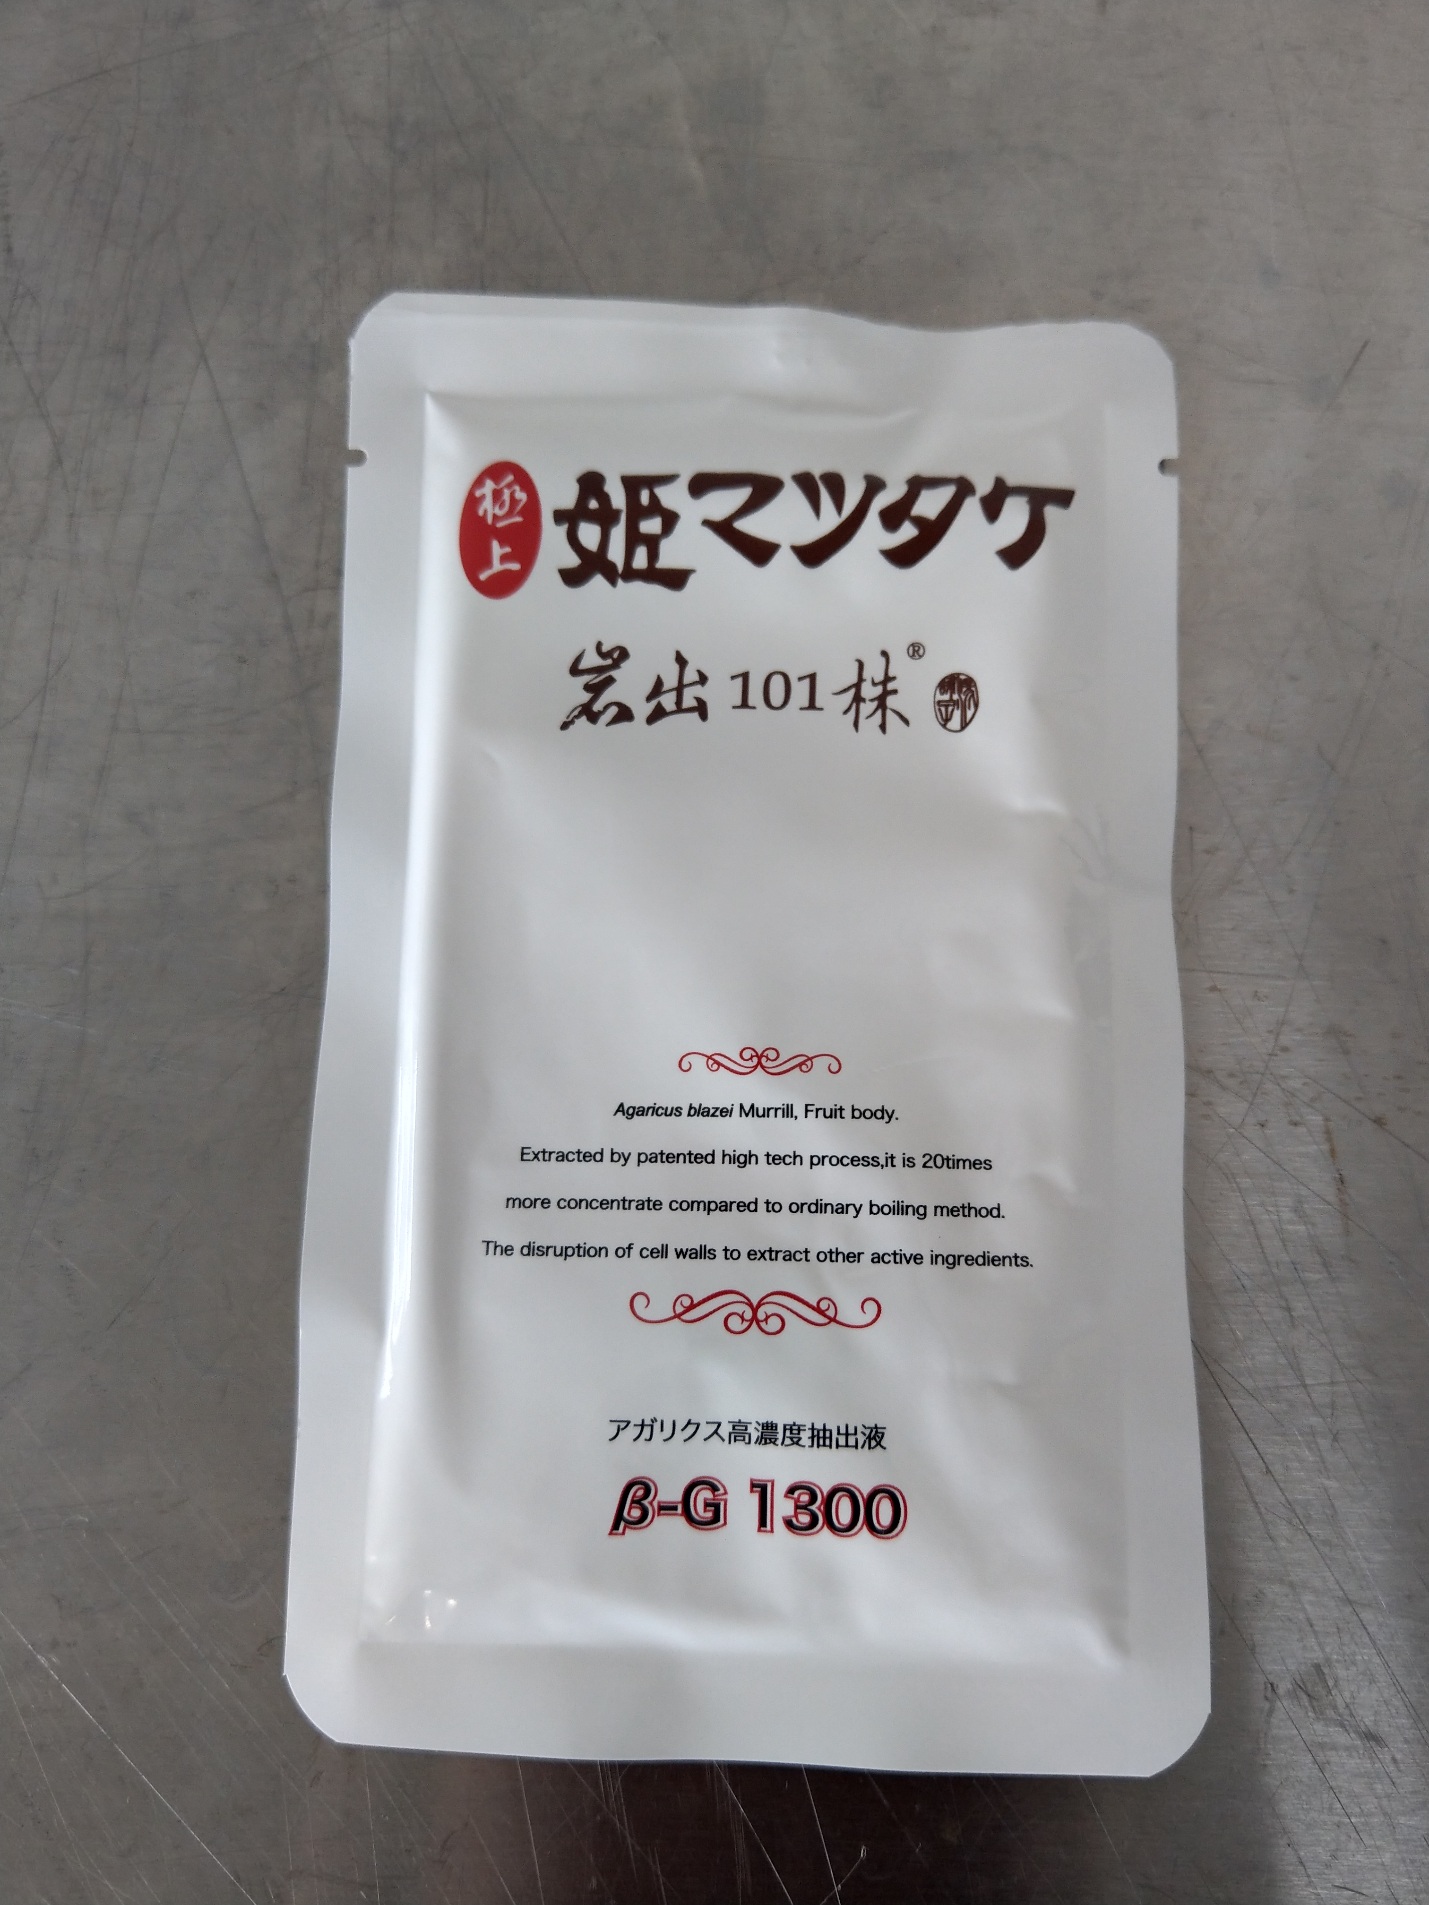 極上
姫マツタケ
岩出101株®
Agaricus blazei Murrill, Fruit body.
Extracted by patented high tech process,it is 20times
more concentrate compared to ordinary boiling method.
The disruption of cell walls to extract other active ingredients.
アガリクス高濃度抽出液
β-G 1300